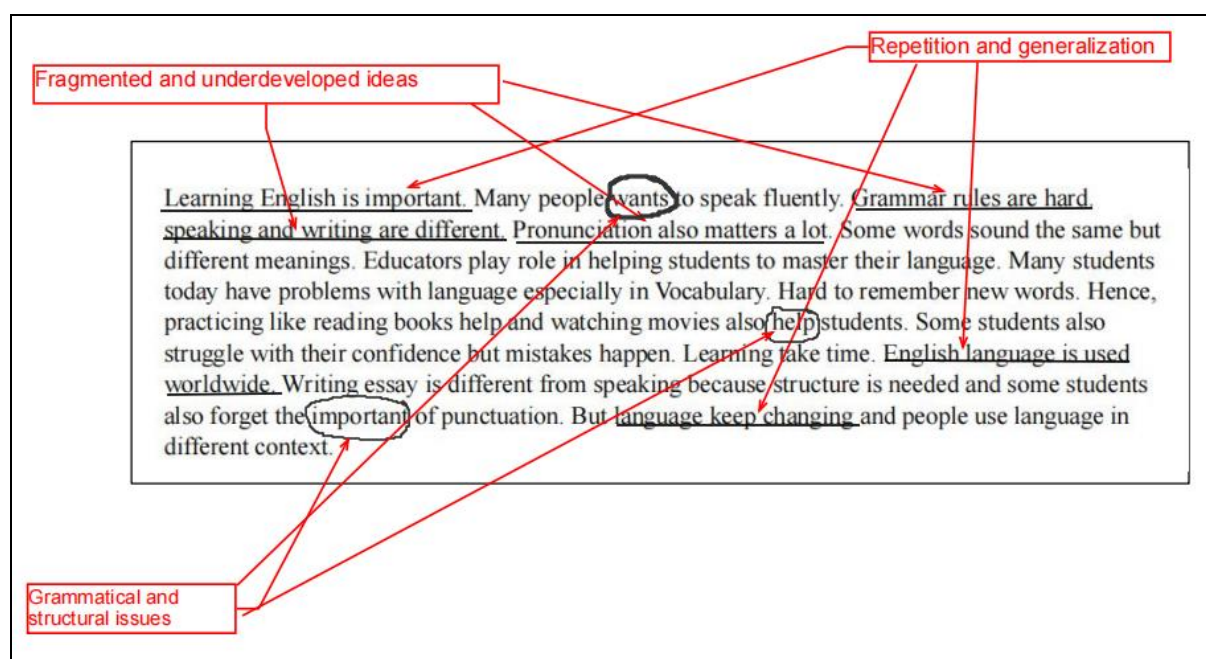 Repetition and generalization
Fragmented and underdeveloped ideas
Learning English is important. Many people wants to speak fluently. Grammar rules are hard,
speaking and writing are different. Pronunciation also matters a lot. Some words sound the same but
different meanings. Educators play role in helping students to master their language. Many students
today have problems with language especially in Vocabulary. Hard to remember new words. Hence,
practicing like reading books help and watching movies also help students. Some students also
struggle with their confidence but mistakes happen. Learning take time. English language is used
worldwide. Writing essay is different from speaking because structure is needed and some students
also forget the important of punctuation. But language keep changing and people use language in
different context.
Grammatical and
structural issues